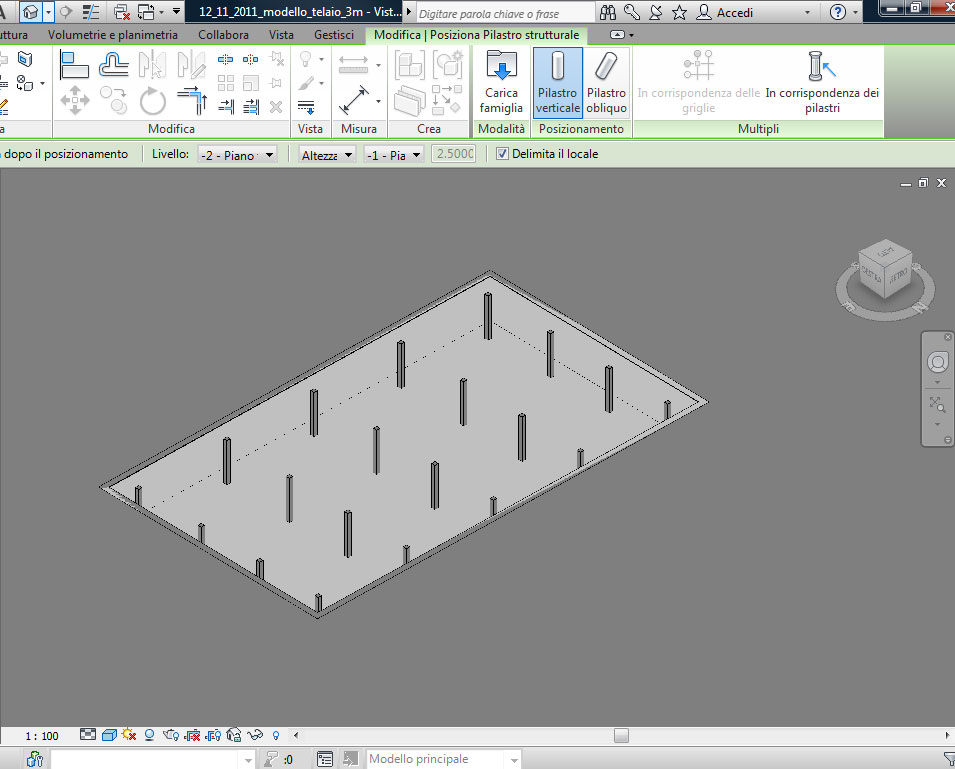 12_11_2011_modello_telaio_3m - Vist...
Digitare parola chiave o frase
Accedi
?
uttura Volumetrie e planimetria Collabora Vista Gestisci Modifica | Posiziona Pilastro strutturale
Carica famiglia
Pilastro verticale
Pilastro obliquo
In corrispondenza delle griglie
In corrispondenza dei pilastri
a Modifica Vista Misura Crea Modalità Posizionamento Multipli
dopo il posizionamento Livello: -2 - Piano Altezz -1 - Pia 2.5000 Delimita il locale
RETRO
N
1 : 100
:0
Modello principale